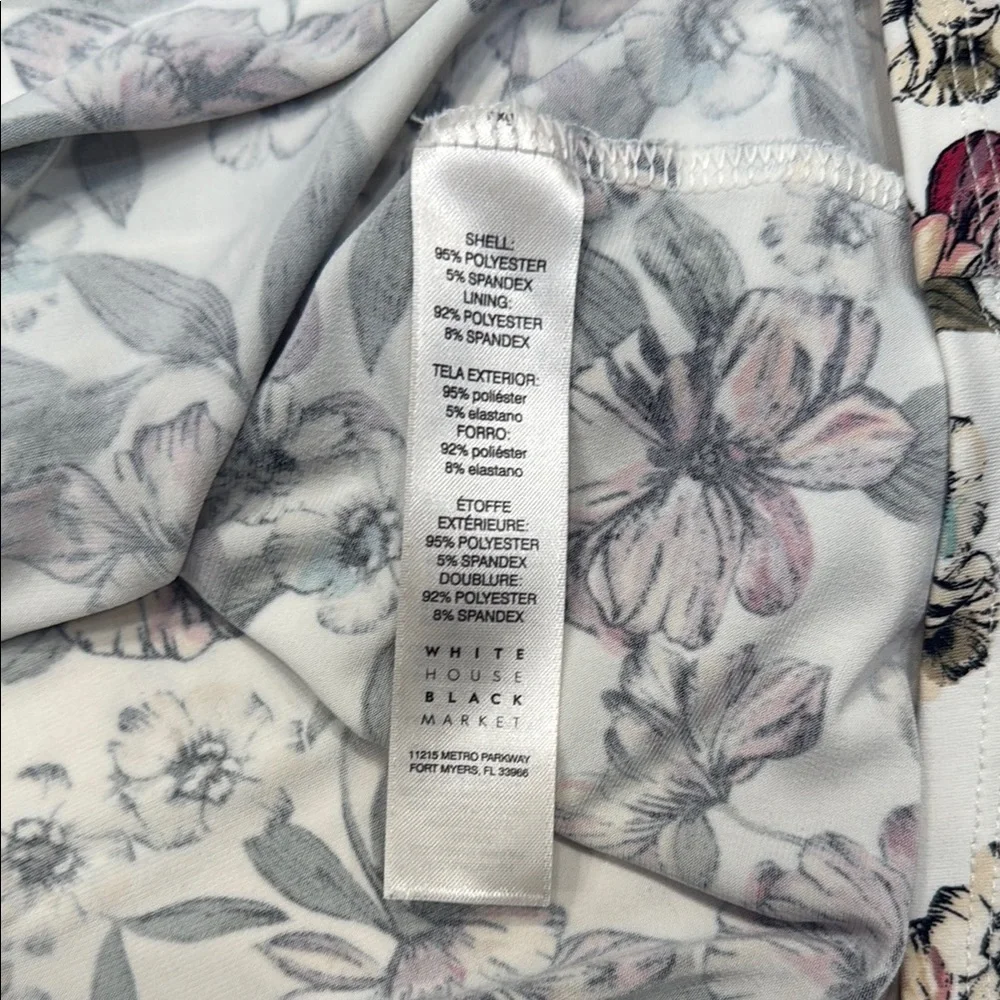 SHELL:
95% POLYESTER
5% SPANDEX
LINING:
92% POLYESTER
8% SPANDEX
TELA EXTERIOR:
95% poliéster
5% elastano
FORRO:
92% poliéster
8% elastano
ÉTOFFE
EXTÉRIEURE:
95% POLYESTER
5% SPANDEX
DOUBLURE:
92% POLYESTER
8% SPANDEX
WHITE
HOUSE
BLACK
MARKET
11215 METRO PARKWAY
FORT MYERS, FL 33966